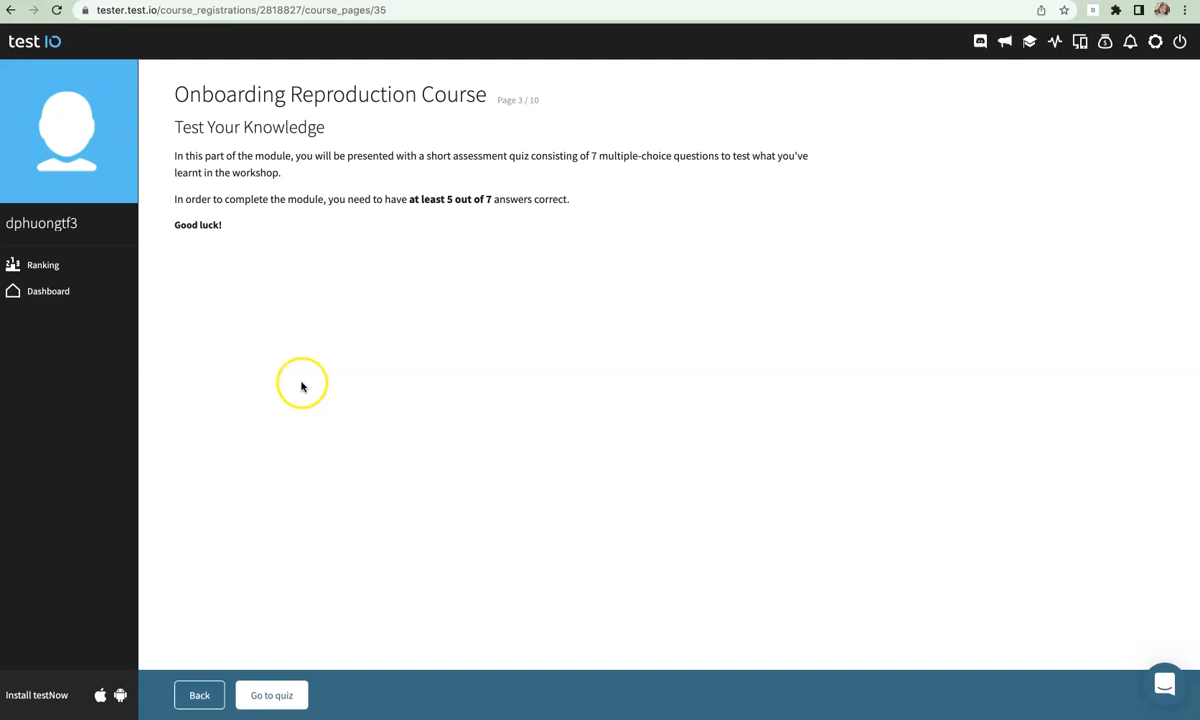 tester.test.io/course_registrations/2818827/course_pages/35
test IO
Onboarding Reproduction Course Page 3 / 10
Test Your Knowledge
In this part of the module, you will be presented with a short assessment quiz consisting of 7 multiple-choice questions to test what you've
learnt in the workshop.
In order to complete the module, you need to have at least 5 out of 7 answers correct.
Good luck!
dphuongtf3
Ranking
Dashboard
Install testNow
Back
Go to quiz